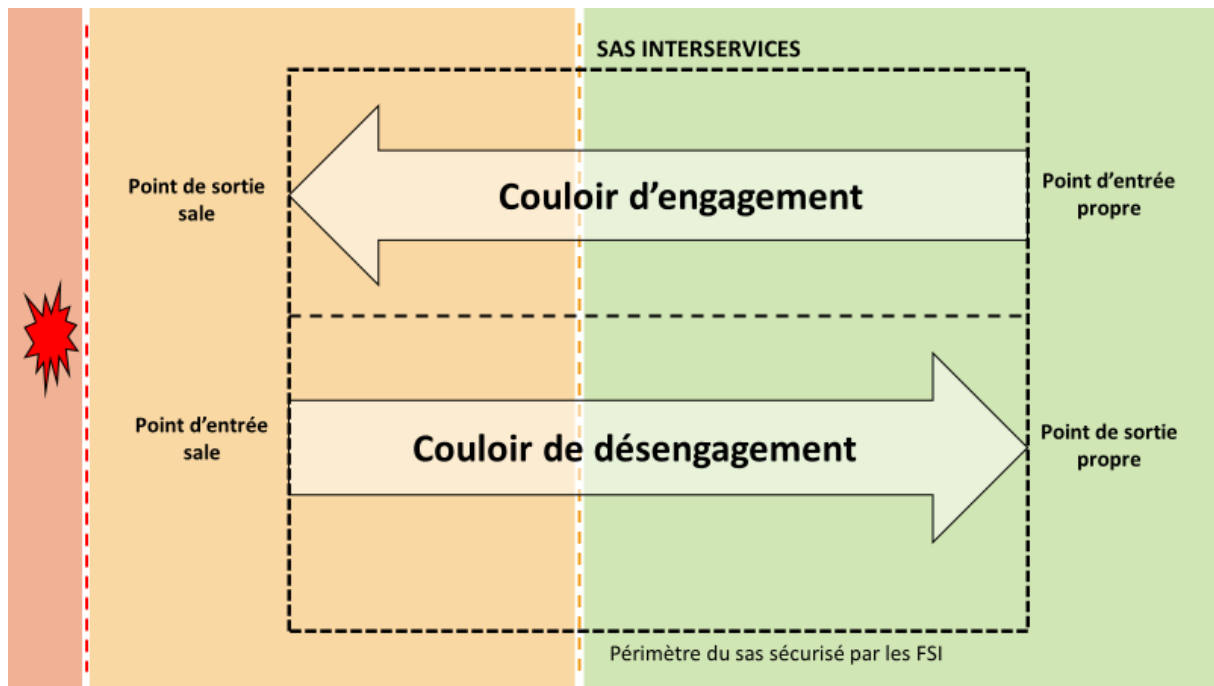 SAS INTERSERVICES
Point de sortie
sale
Couloir d’engagement
Point d’entrée
propre
Point d’entrée
sale
Couloir de désengagement
Point de sortie
propre
Périmètre du sas sécurisé par les FSI